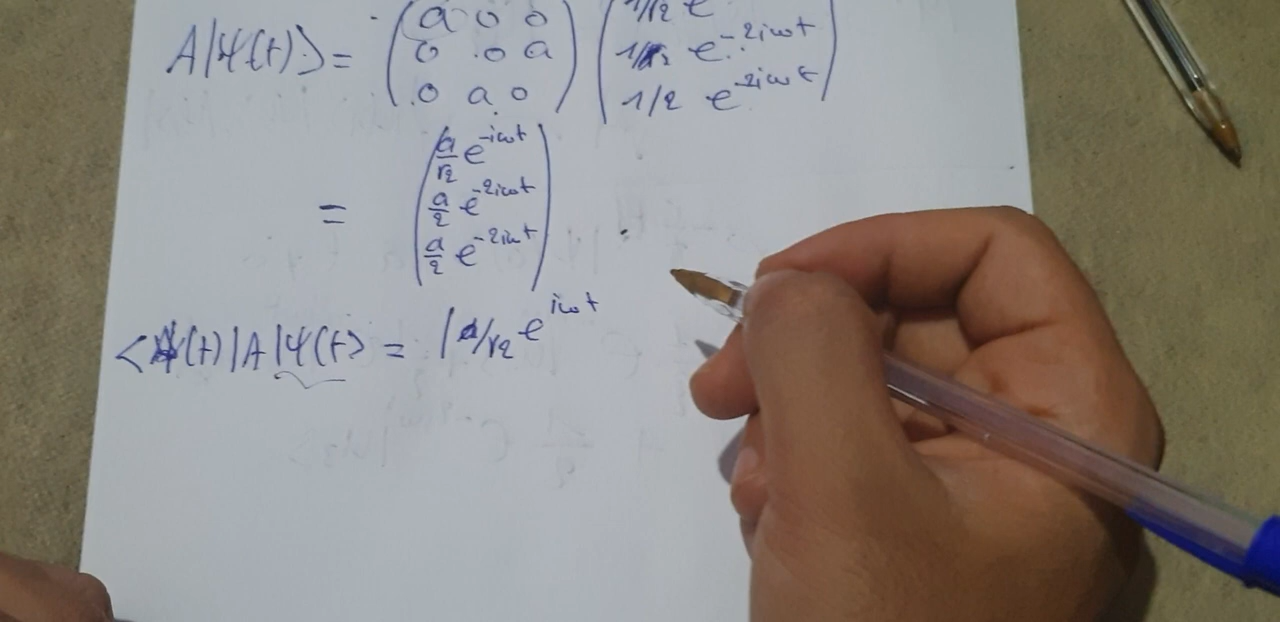 A|Ψ(t)> = (a 0 0) (1/√2 e
(0 0 a) (1/2 e^-2iωt)
(0 a 0) (1/2 e^-2iωt)
= (a/√2 e^-iωt)
(a/2 e^-2iωt)
(a/2 e^-2iωt)
<Ψ(t)|A|Ψ(t)> = (1/√2 e^iωt